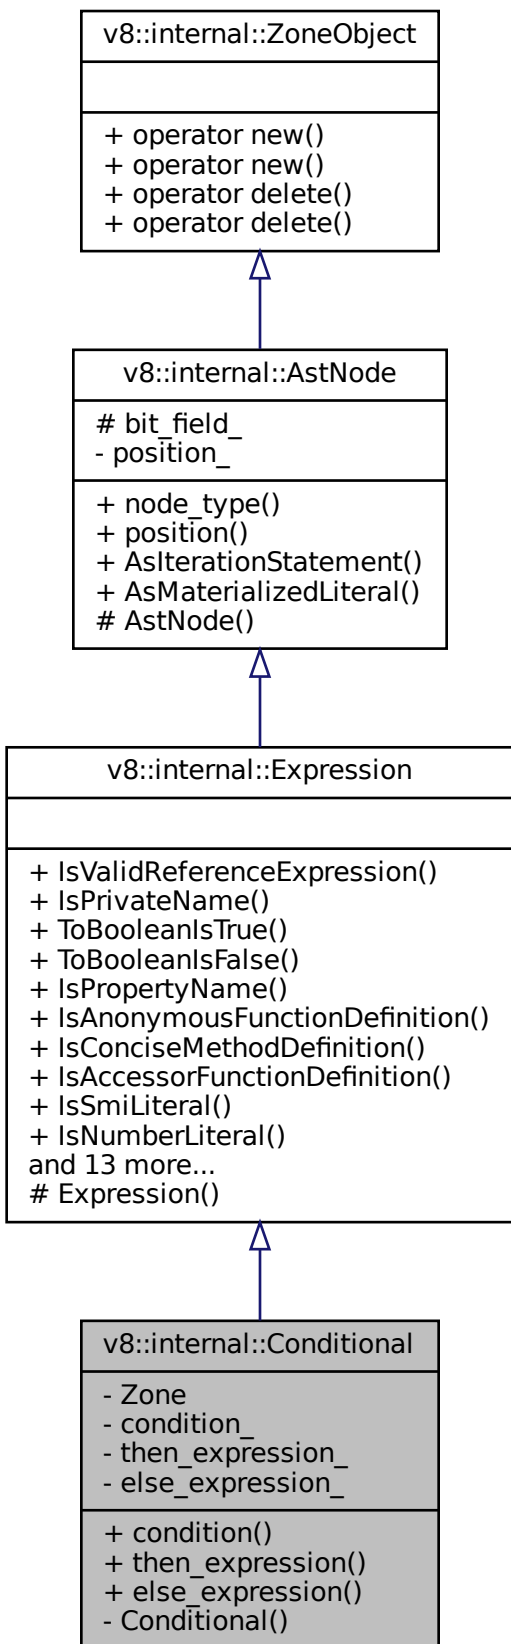 v8::internal::ZoneObject
+ operator new()
+ operator new()
+ operator delete()
+ operator delete()
v8::internal::AstNode
# bit_field_
- position_
+ node_type()
+ position()
+ AsIterationStatement()
+ AsMaterializedLiteral()
# AstNode()
v8::internal::Expression
+ IsValidReferenceExpression()
+ IsPrivateName()
+ ToBooleanIsTrue()
+ ToBooleanIsFalse()
+ IsPropertyName()
+ IsAnonymousFunctionDefinition()
+ IsConciseMethodDefinition()
+ IsAccessorFunctionDefinition()
+ IsSmiLiteral()
+ IsNumberLiteral()
and 13 more...
# Expression()
v8::internal::Conditional
- Zone
- condition_
- then_expression_
- else_expression_
+ condition()
+ then_expression()
+ else_expression()
- Conditional()